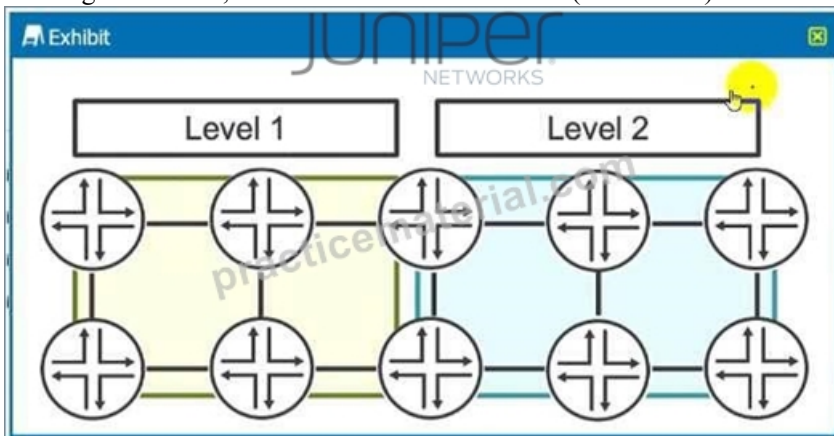 Exhibit
JUNIPER
NETWORKS
Level 1
Level 2
practicematerial.com